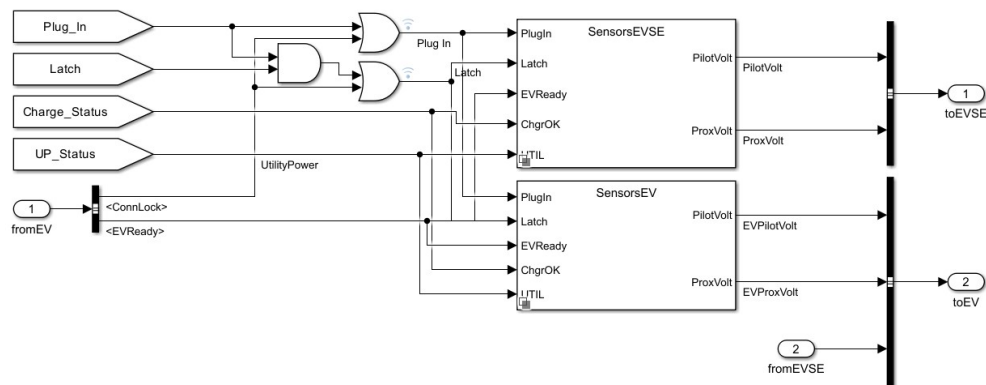 Plug_In
Latch
Charge_Status
UP_Status
UtilityPower
1
fromEV
<ConnLock>
<EVReady>
Plug In
Latch
SensorsEVSE
PlugIn
Latch
EVReady
ChgrOK
UTIL
PilotVolt
ProxVolt
PilotVolt
ProxVolt
1
toEVSE
SensorsEV
PlugIn
Latch
EVReady
ChgrOK
UTIL
PilotVolt
ProxVolt
EVPilotVolt
EVProxVolt
2
toEV
2
fromEVSE